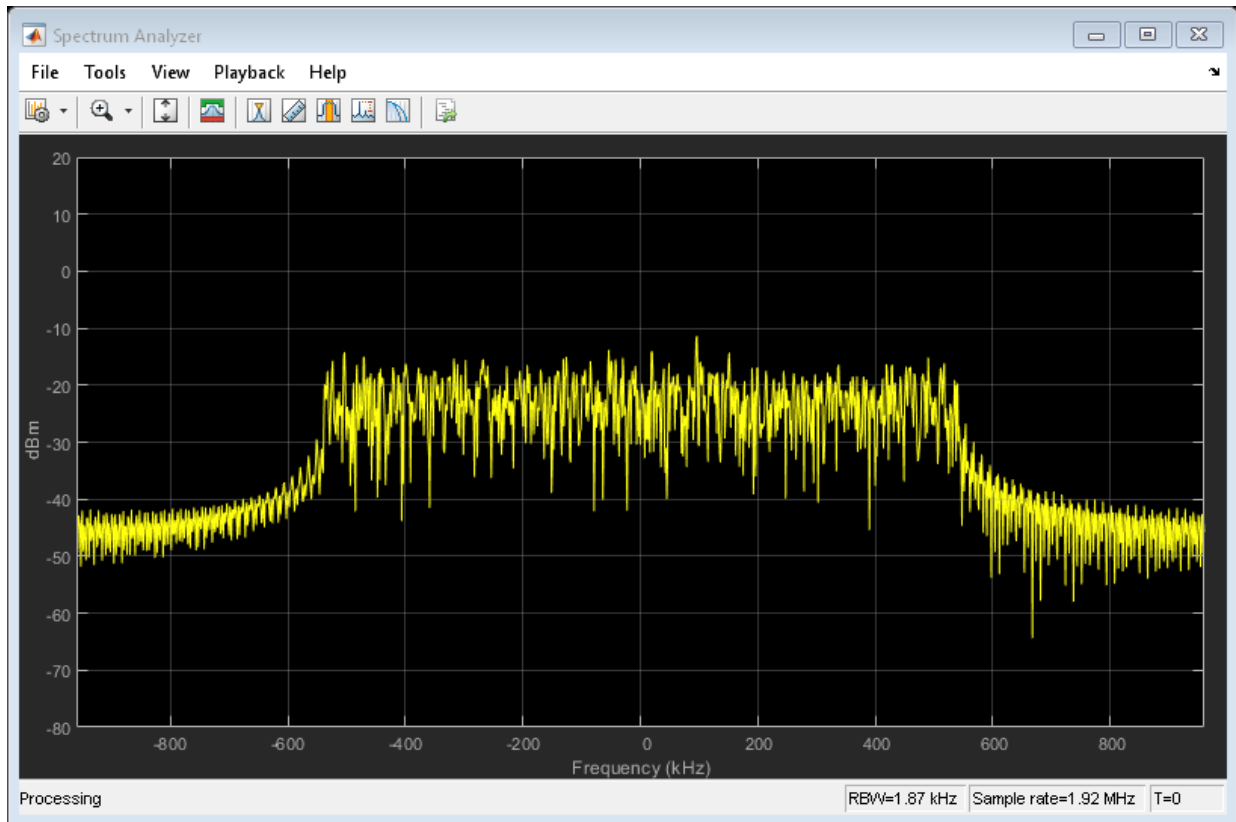 Spectrum Analyzer
File Tools View Playback Help
20
10
0
-10
-20
-30
-40
-50
-60
-70
-80
dBm
-800 -600 -400 -200 0 200 400 600 800
Frequency (kHz)
Processing RBW=1.87 kHz Sample rate=1.92 MHz T=0